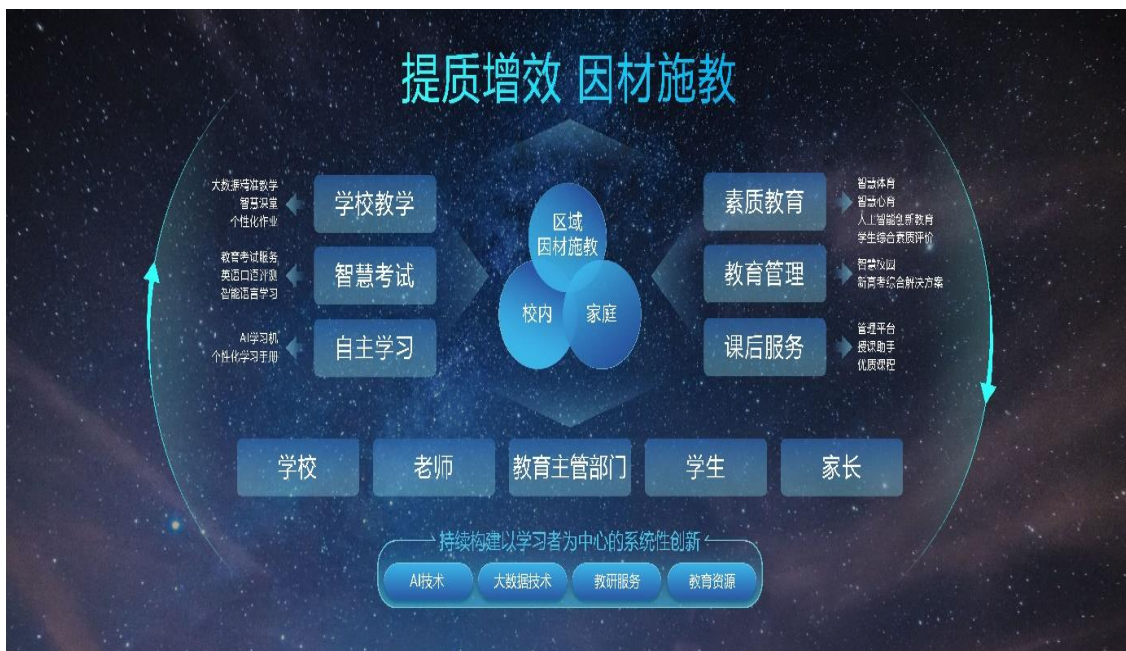 提质增效 因材施教
大数据精准教学
智慧课堂
个性化作业
学校教学
教育考试服务
英语口语评测
智能语言学习
智慧考试
AI学习机
个性化学习手册
自主学习
区域
因材施教
校内
家庭
素质教育
智慧体育
智慧心育
人工智能创新教育
学生综合素质评价
教育管理
智慧校园
新高考综合解决方案
课后服务
管理平台
授课助手
优质课程
学校
老师
教育主管部门
学生
家长
持续构建以学习者为中心的系统性创新
AI技术
大数据技术
教研服务
教育资源